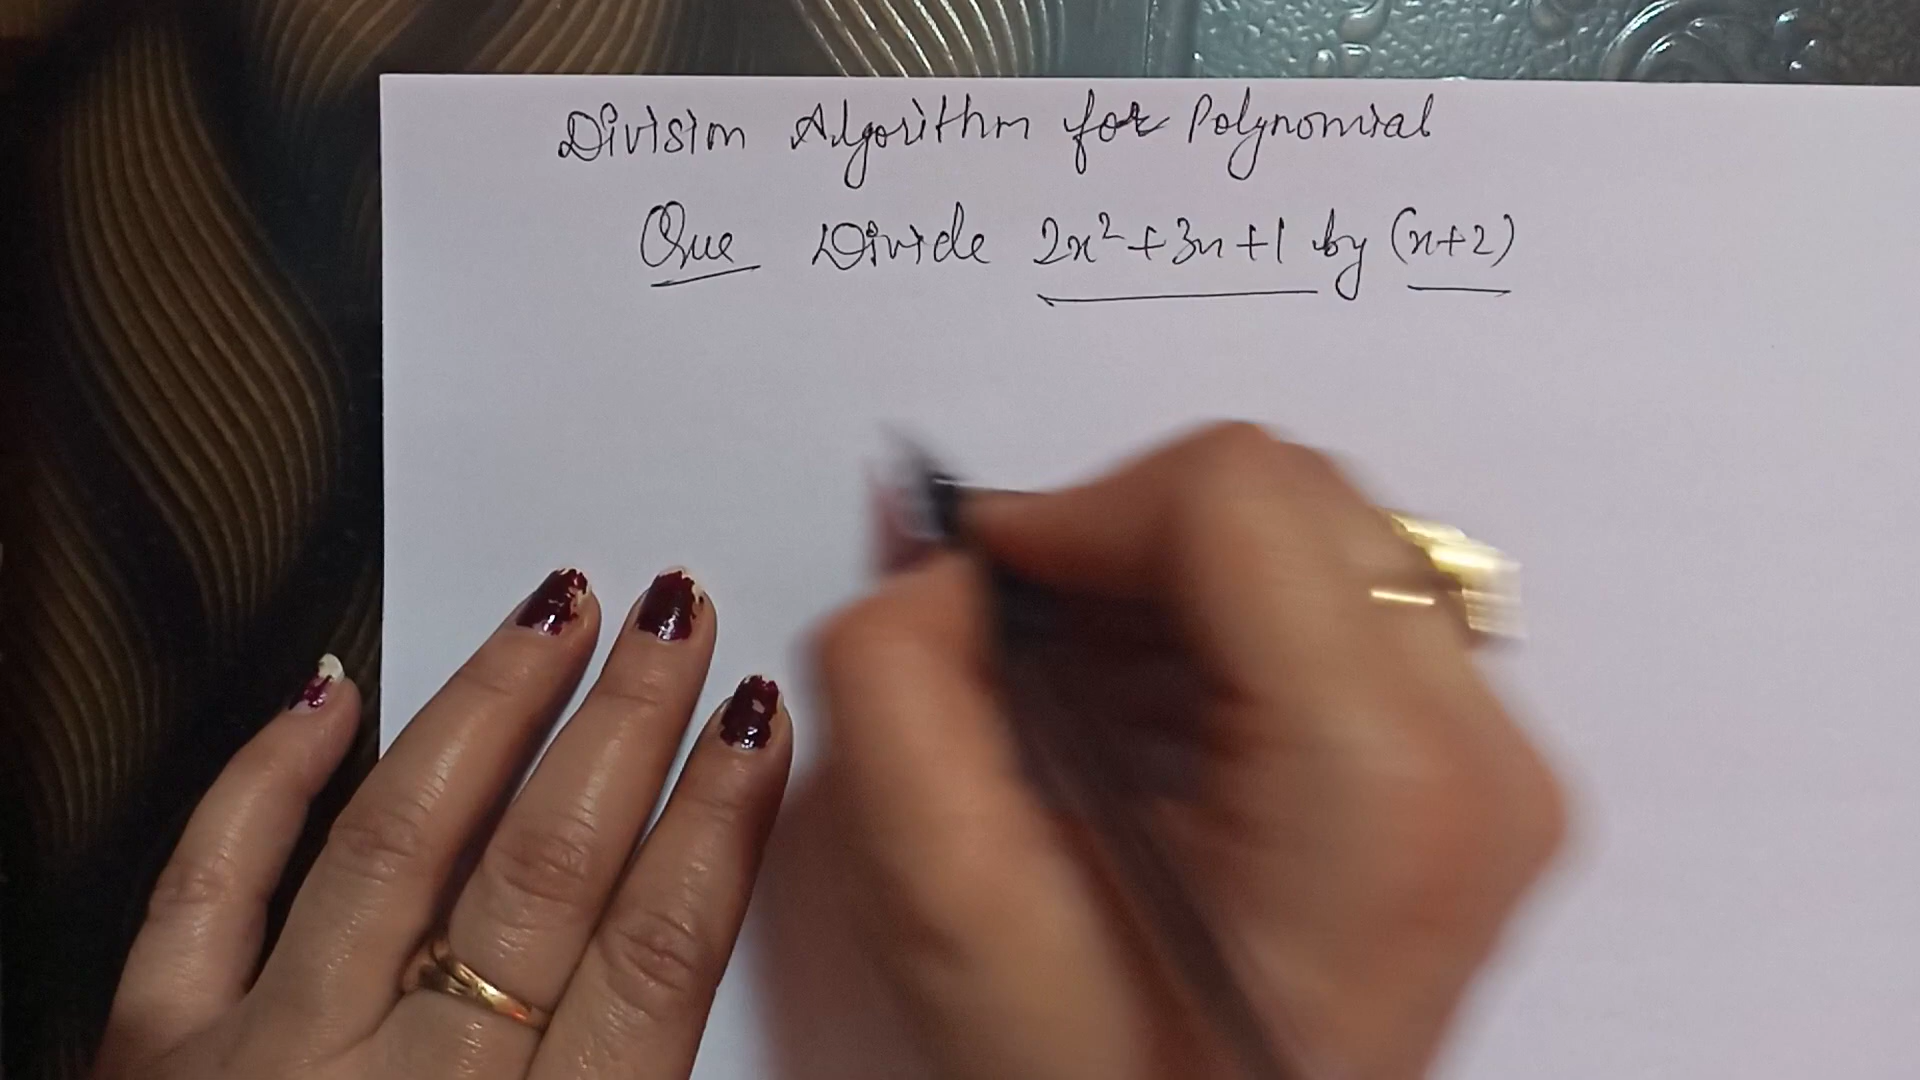 Division Algorithm for Polynomial
Que Divide 2x²+3x+1 by (x+2)